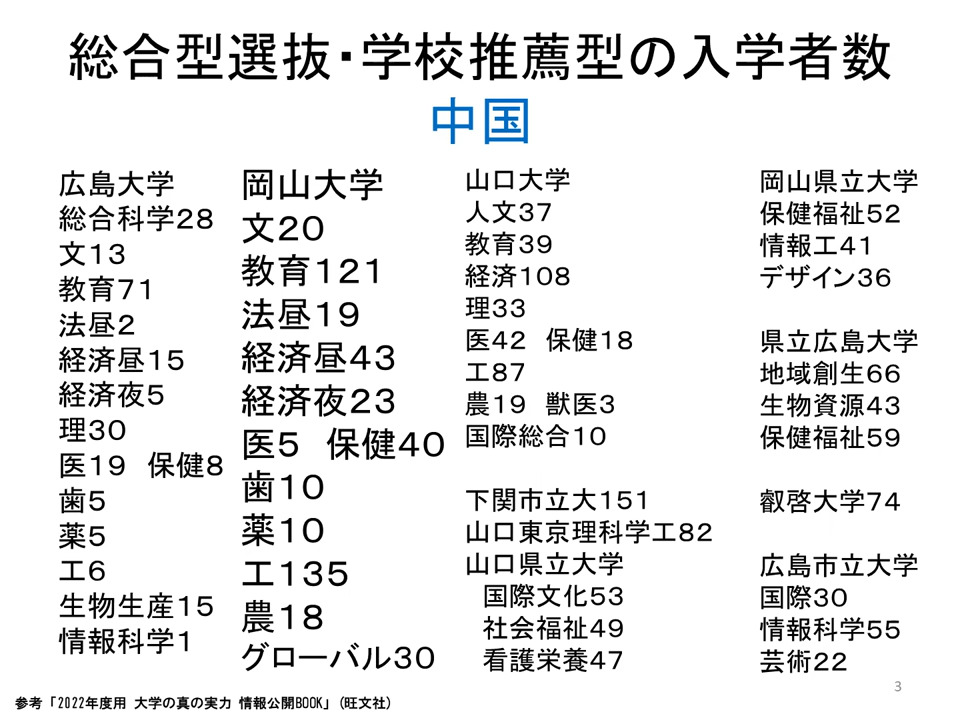 総合型選抜・学校推薦型の入学者数
中国
広島大学
総合科学28
文13
教育71
法昼2
経済昼15
経済夜5
理30
医19　保健8
歯5
薬5
工6
生物生産15
情報科学1
岡山大学
文20
教育121
法昼19
経済昼43
経済夜23
医5　保健40
歯10
薬10
工135
農18
グローバル30
山口大学
人文37
教育39
経済108
理33
医42　保健18
工87
農19　獣医3
国際総合10
下関市立大151
山口東京理科学工82
山口県立大学
国際文化53
社会福祉49
看護栄養47
岡山県立大学
保健福祉52
情報工41
デザイン36
県立広島大学
地域創生66
生物資源43
保健福祉59
叡啓大学74
広島市立大学
国際30
情報科学55
芸術22
参考「2022年度用 大学の真の実力 情報公開BOOK」(旺文社)
3